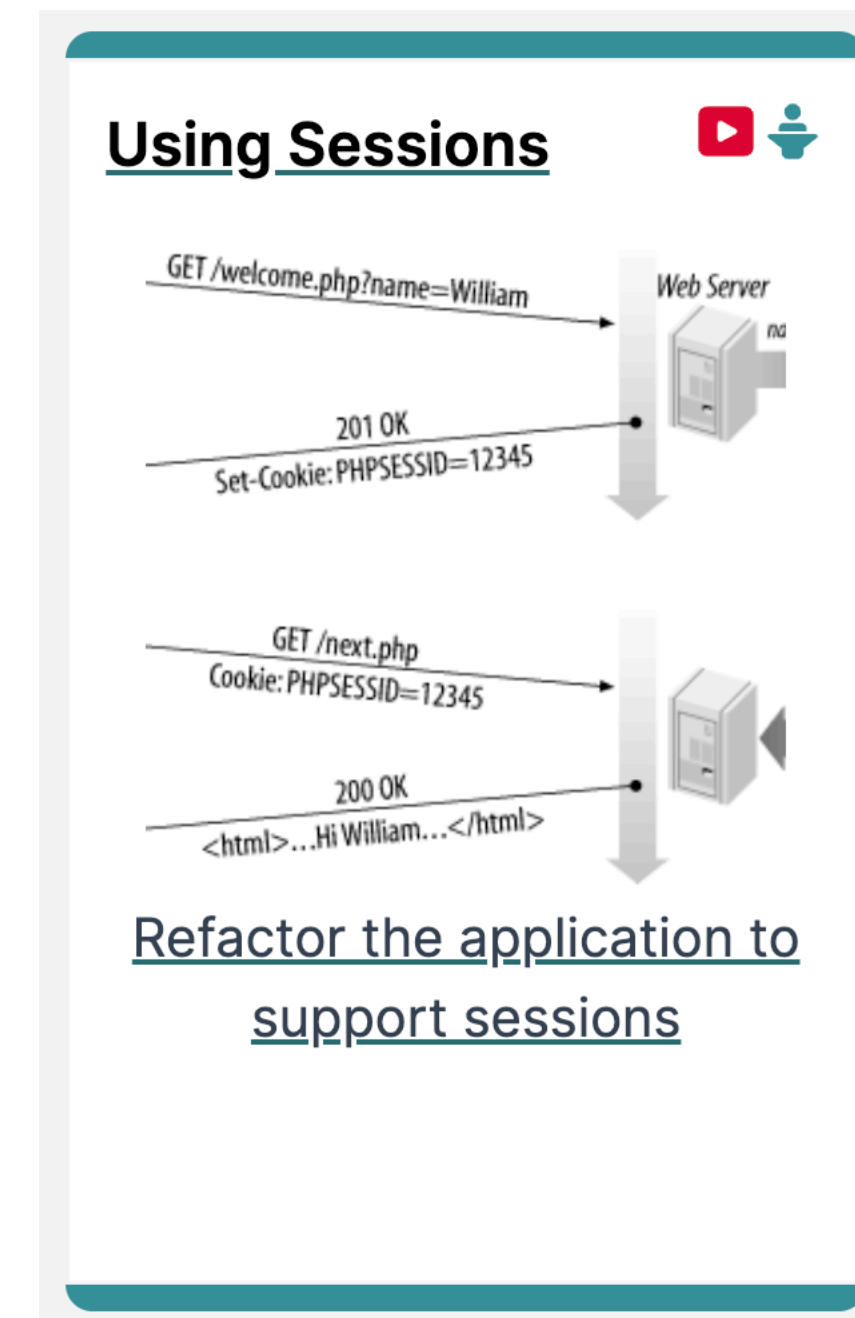 Using Sessions
GET /welcome.php?name=William
Web Server
na
201 OK
Set-Cookie: PHPSESSID=12345
GET /next.php
Cookie: PHPSESSID=12345
200 OK
<html>...Hi William...</html>
Refactor the application to
support sessions